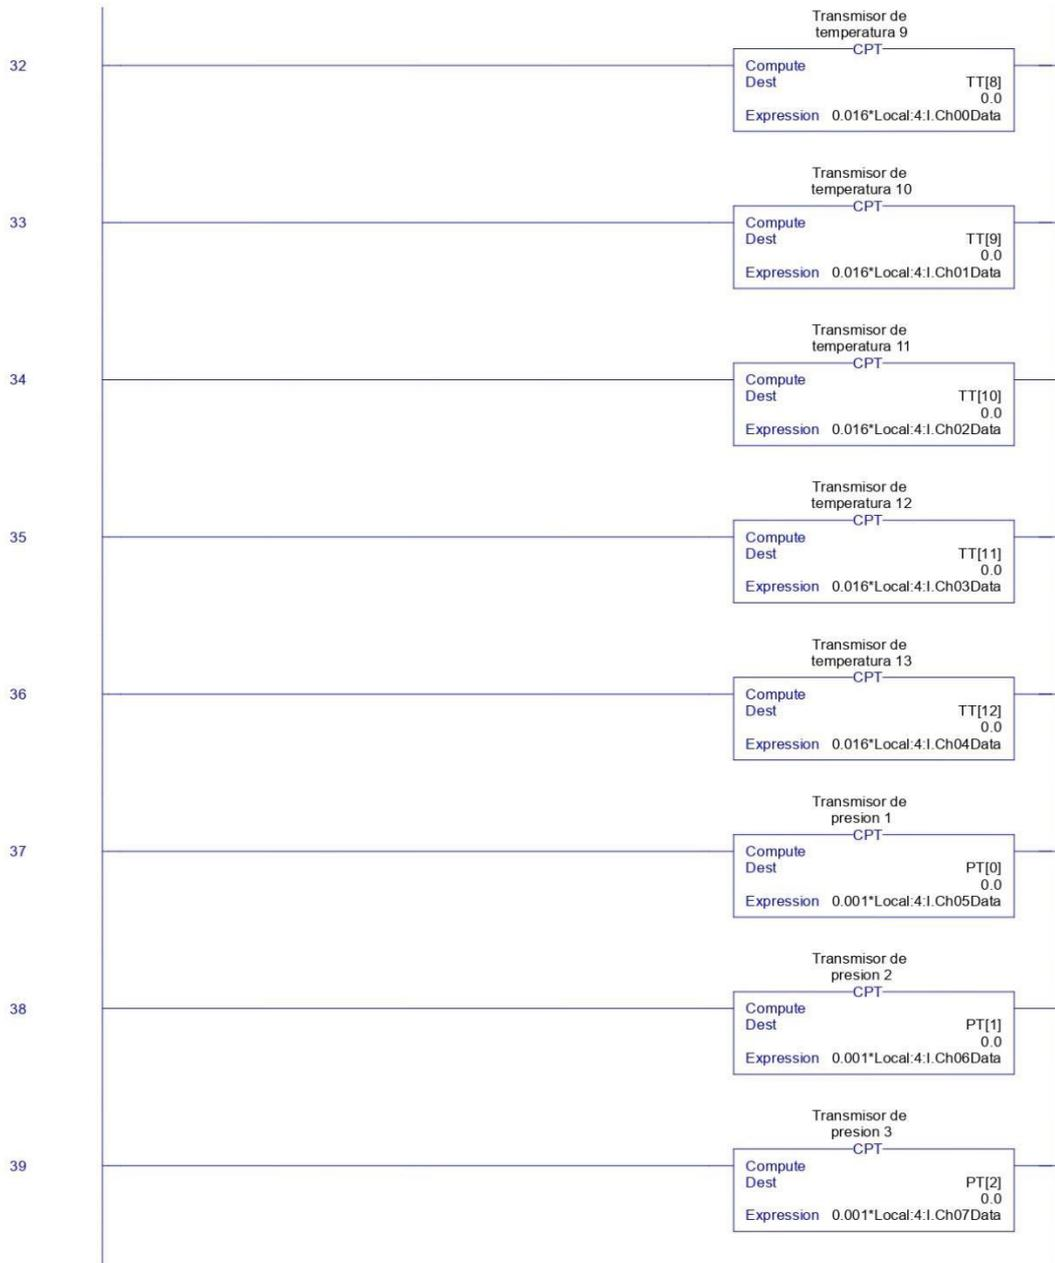 Transmisor de
temperatura 9
CPT
32
Compute
Dest TT[8]
0.0
Expression 0.016*Local:4:I.Ch00Data
Transmisor de
temperatura 10
CPT
33
Compute
Dest TT[9]
0.0
Expression 0.016*Local:4:I.Ch01Data
Transmisor de
temperatura 11
CPT
34
Compute
Dest TT[10]
0.0
Expression 0.016*Local:4:I.Ch02Data
Transmisor de
temperatura 12
CPT
35
Compute
Dest TT[11]
0.0
Expression 0.016*Local:4:I.Ch03Data
Transmisor de
temperatura 13
CPT
36
Compute
Dest TT[12]
0.0
Expression 0.016*Local:4:I.Ch04Data
Transmisor de
presion 1
CPT
37
Compute
Dest PT[0]
0.0
Expression 0.001*Local:4:I.Ch05Data
Transmisor de
presion 2
CPT
38
Compute
Dest PT[1]
0.0
Expression 0.001*Local:4:I.Ch06Data
Transmisor de
presion 3
CPT
39
Compute
Dest PT[2]
0.0
Expression 0.001*Local:4:I.Ch07Data